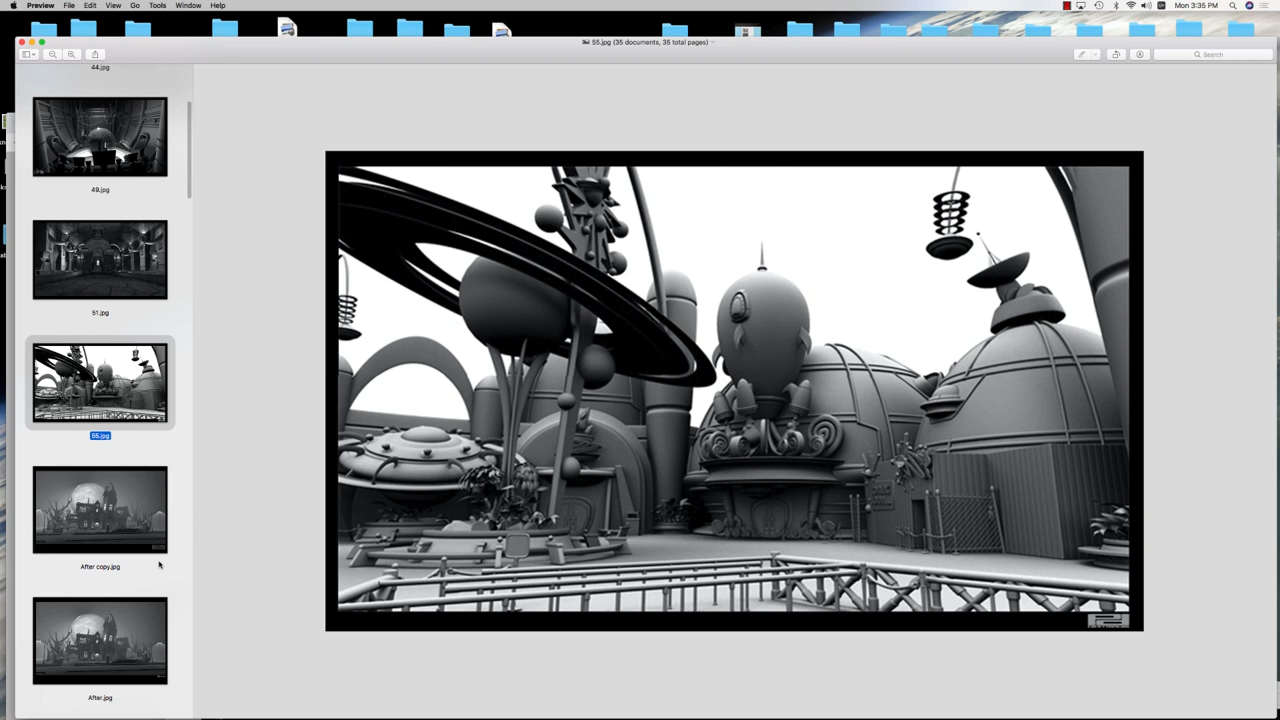 Preview File Edit View Go Tools Window Help
Mon 3:35 PM
55.jpg (35 documents, 35 total pages)
Search
44.jpg
49.jpg
51.jpg
55.jpg
After copy.jpg
After.jpg